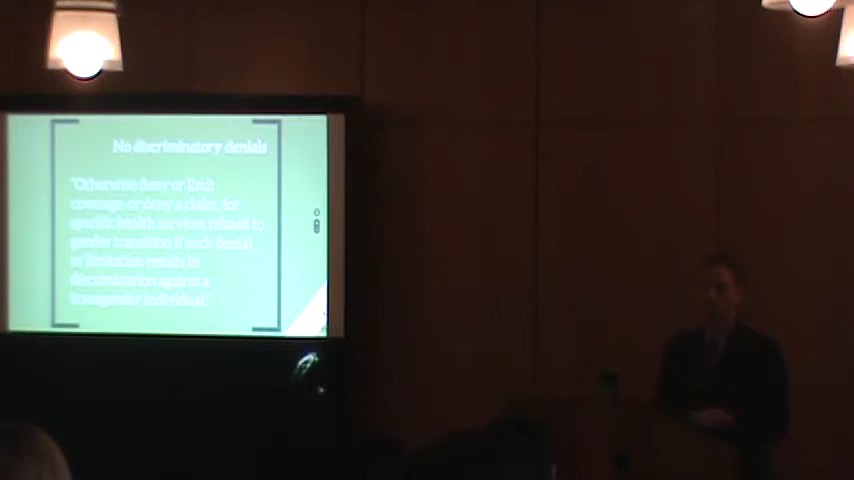 No discriminatory denials
"Otherwise deny or limit
coverage, or deny a claim, for
specific health services related to
gender transition if such denial
or limitation results in
discrimination against a
transgender individual."